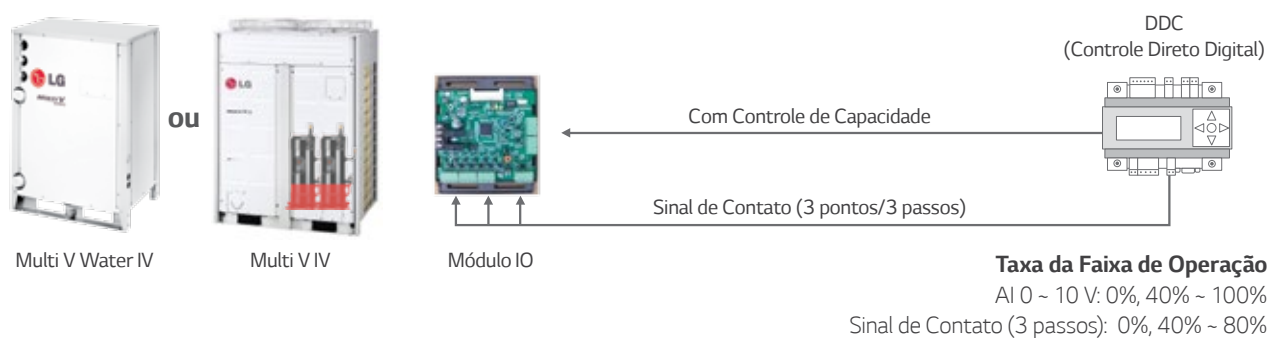 DDC
(Controle Direto Digital)
LG
LG
ou
Com Controle de Capacidade
Sinal de Contato (3 pontos/3 passos)
Multi V Water IV
Multi V IV
Módulo IO
Taxa da Faixa de Operação
AI 0 ~ 10 V: 0%, 40% ~ 100%
Sinal de Contato (3 passos): 0%, 40% ~ 80%